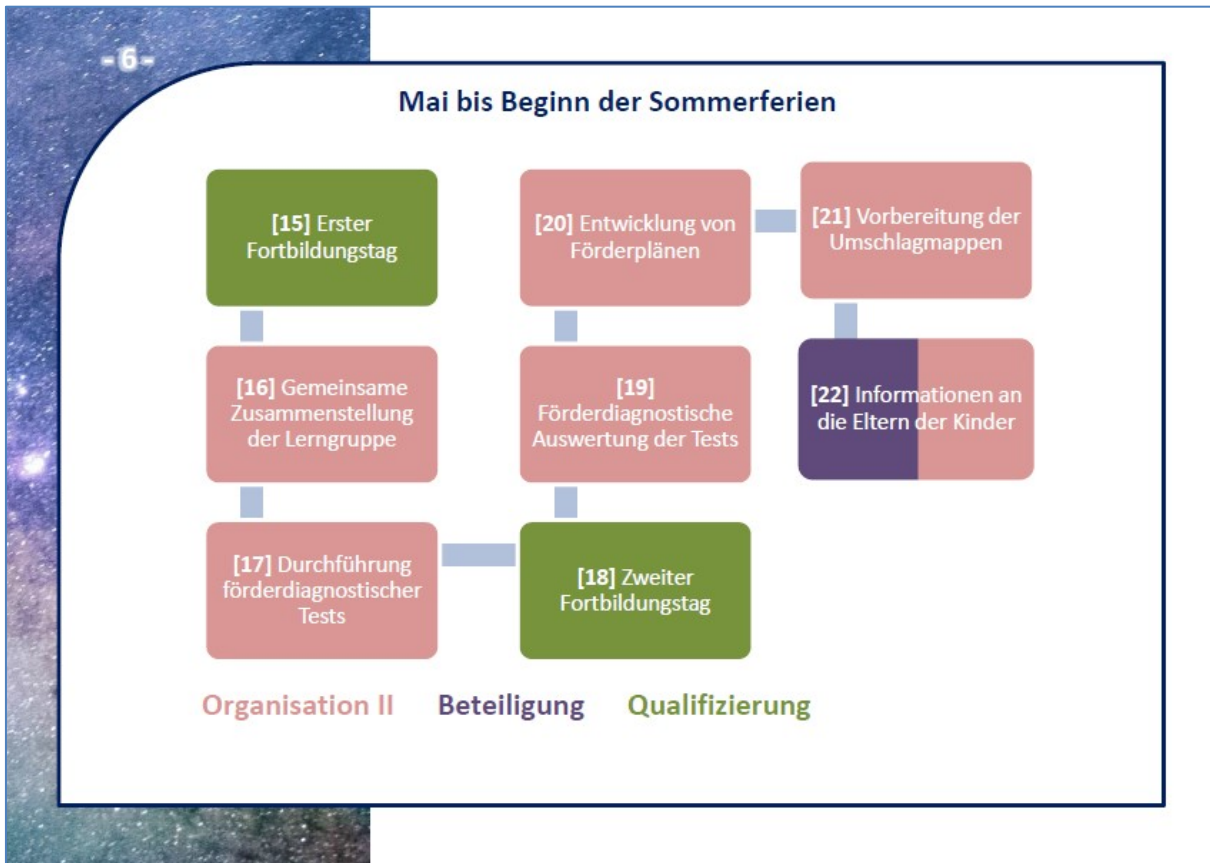 - 6 -
Mai bis Beginn der Sommerferien
[15] Erster
Fortbildungstag
[16] Gemeinsame
Zusammenstellung
der Lerngruppe
[17] Durchführung
förderdiagnostischer
Tests
[18] Zweiter
Fortbildungstag
[19]
Förderdiagnostische
Auswertung der Tests
[20] Entwicklung von
Förderplänen
[21] Vorbereitung der
Umschlagmappen
[22] Informationen an
die Eltern der Kinder
Organisation II Beteiligung Qualifizierung